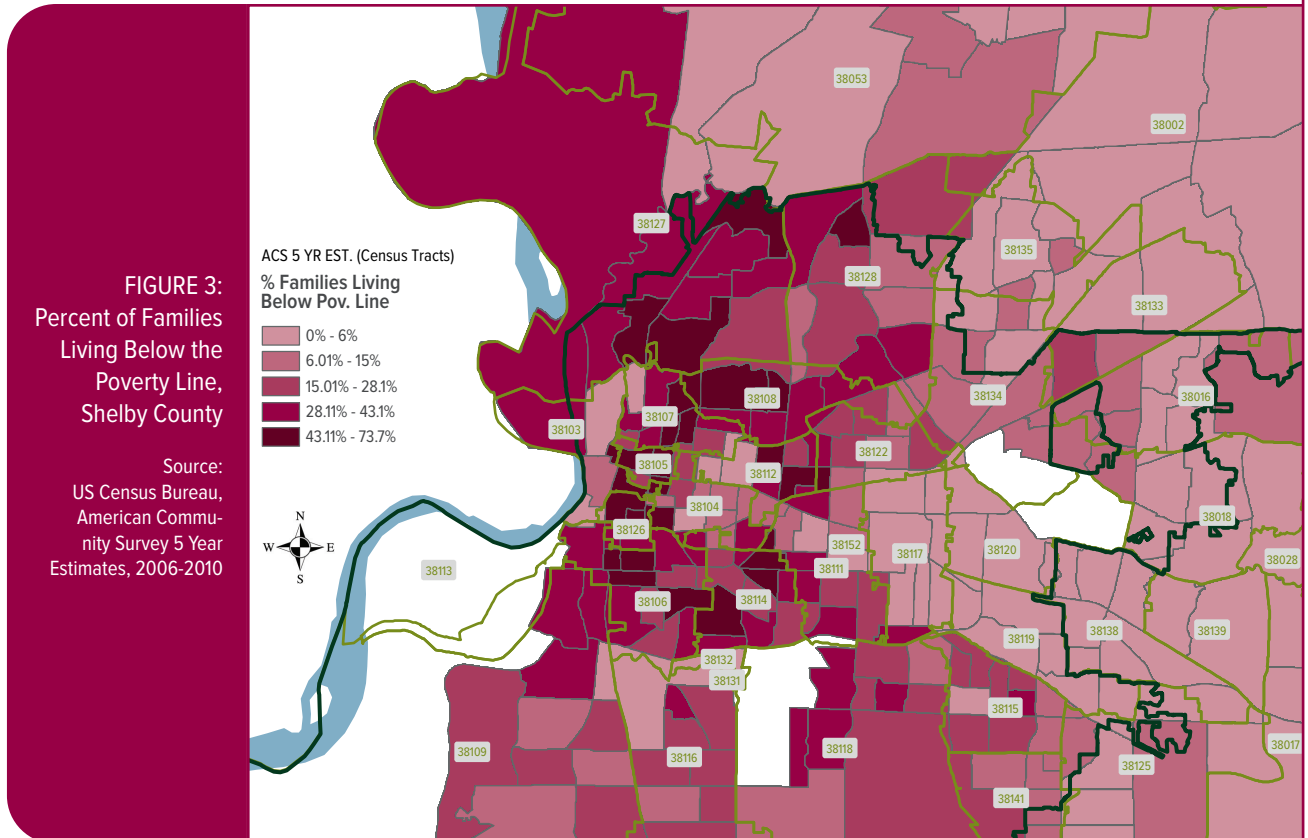 FIGURE 3:
Percent of Families
Living Below the
Poverty Line,
Shelby County
Source:
US Census Bureau,
American Commu-
nity Survey 5 Year
Estimates, 2006-2010
ACS 5 YR EST. (Census Tracts)
% Families Living
Below Pov. Line
0% - 6%
6.01% - 15%
15.01% - 28.1%
28.11% - 43.1%
43.11% - 73.7%
N
W E
S
38053
38002
38127
38135
38128
38133
38134
38016
38108
38107
38103
38122
38105
38112
38104
38018
38126
38152
38117
38120
38028
38111
38113
38106
38114
38119
38138
38139
38132
38131
38115
38109
38116
38118
38017
38125
38141